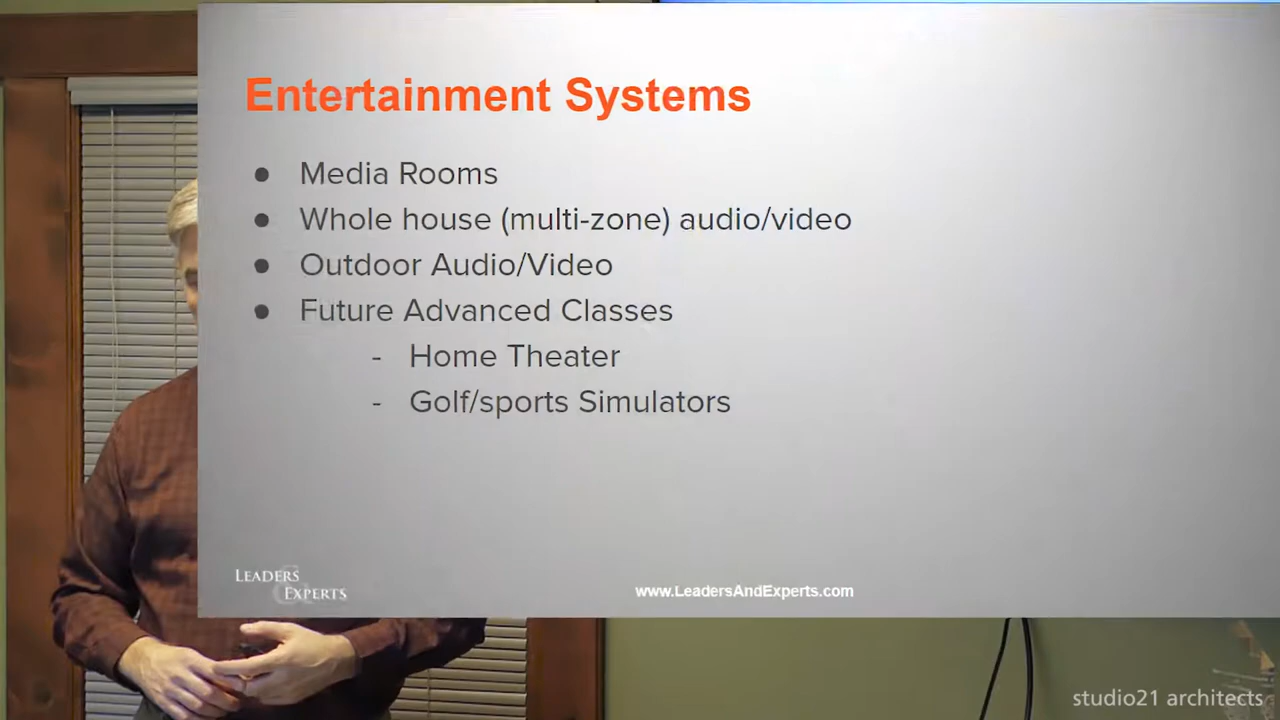 Entertainment Systems
● Media Rooms
● Whole house (multi-zone) audio/video
● Outdoor Audio/Video
● Future Advanced Classes
- Home Theater
- Golf/sports Simulators
LEADERS
& EXPERTS
www.LeadersAndExperts.com
studio21 architects